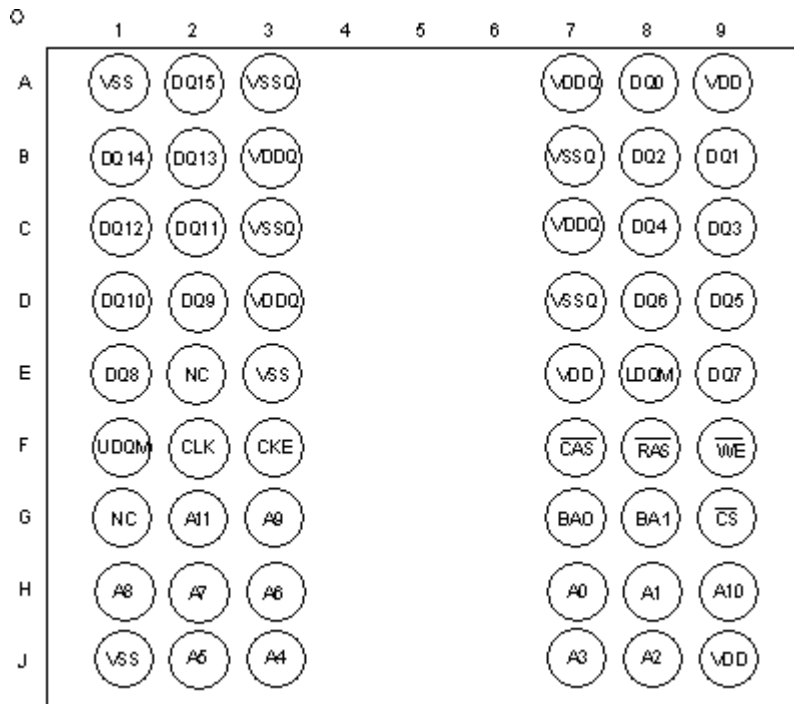 1 2 3 4 5 6 7 8 9
A VSS DQ15 VSSQ VDDQ DQ0 VDD
B DQ14 DQ13 VDDQ VSSQ DQ2 DQ1
C DQ12 DQ11 VSSQ VDDQ DQ4 DQ3
D DQ10 DQ9 VDDQ VSSQ DQ6 DQ5
E DQ8 NC VSS VDD LDQM DQ7
F UDQM CLK CKE CAS RAS WE
G NC A11 A9 BA0 BA1 CS
H A8 A7 A6 A0 A1 A10
J VSS A5 A4 A3 A2 VDD